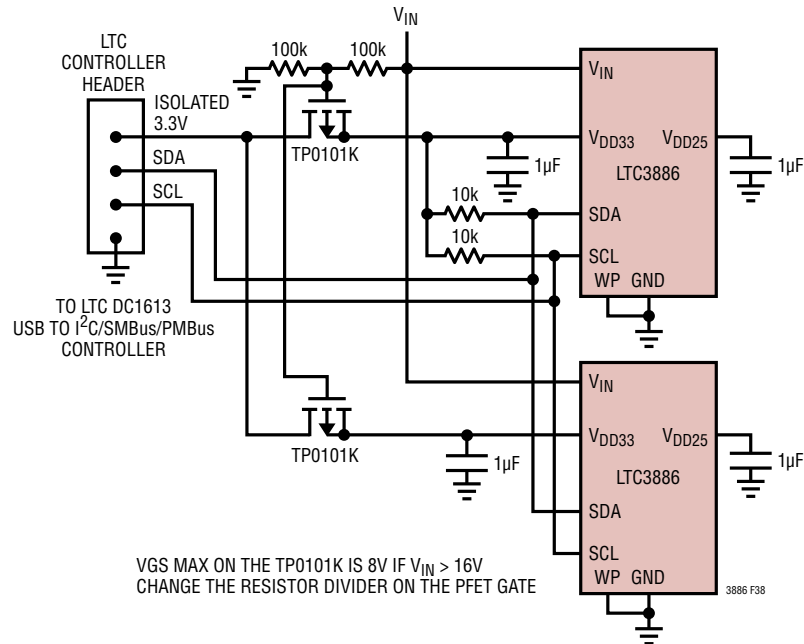 LTC
CONTROLLER
HEADER
V_IN
100k 100k
ISOLATED
3.3V
TP0101K
SDA
SCL
1µF
10k
10k
V_IN
V_DD33 V_DD25
LTC3886
SDA
SCL
WP GND
1µF
TO LTC DC1613
USB TO I²C/SMBus/PMBus
CONTROLLER
TP0101K
1µF
V_IN
V_DD33 V_DD25
LTC3886
SDA
SCL
WP GND
1µF
VGS MAX ON THE TP0101K IS 8V IF V_IN > 16V
CHANGE THE RESISTOR DIVIDER ON THE PFET GATE
3886 F38